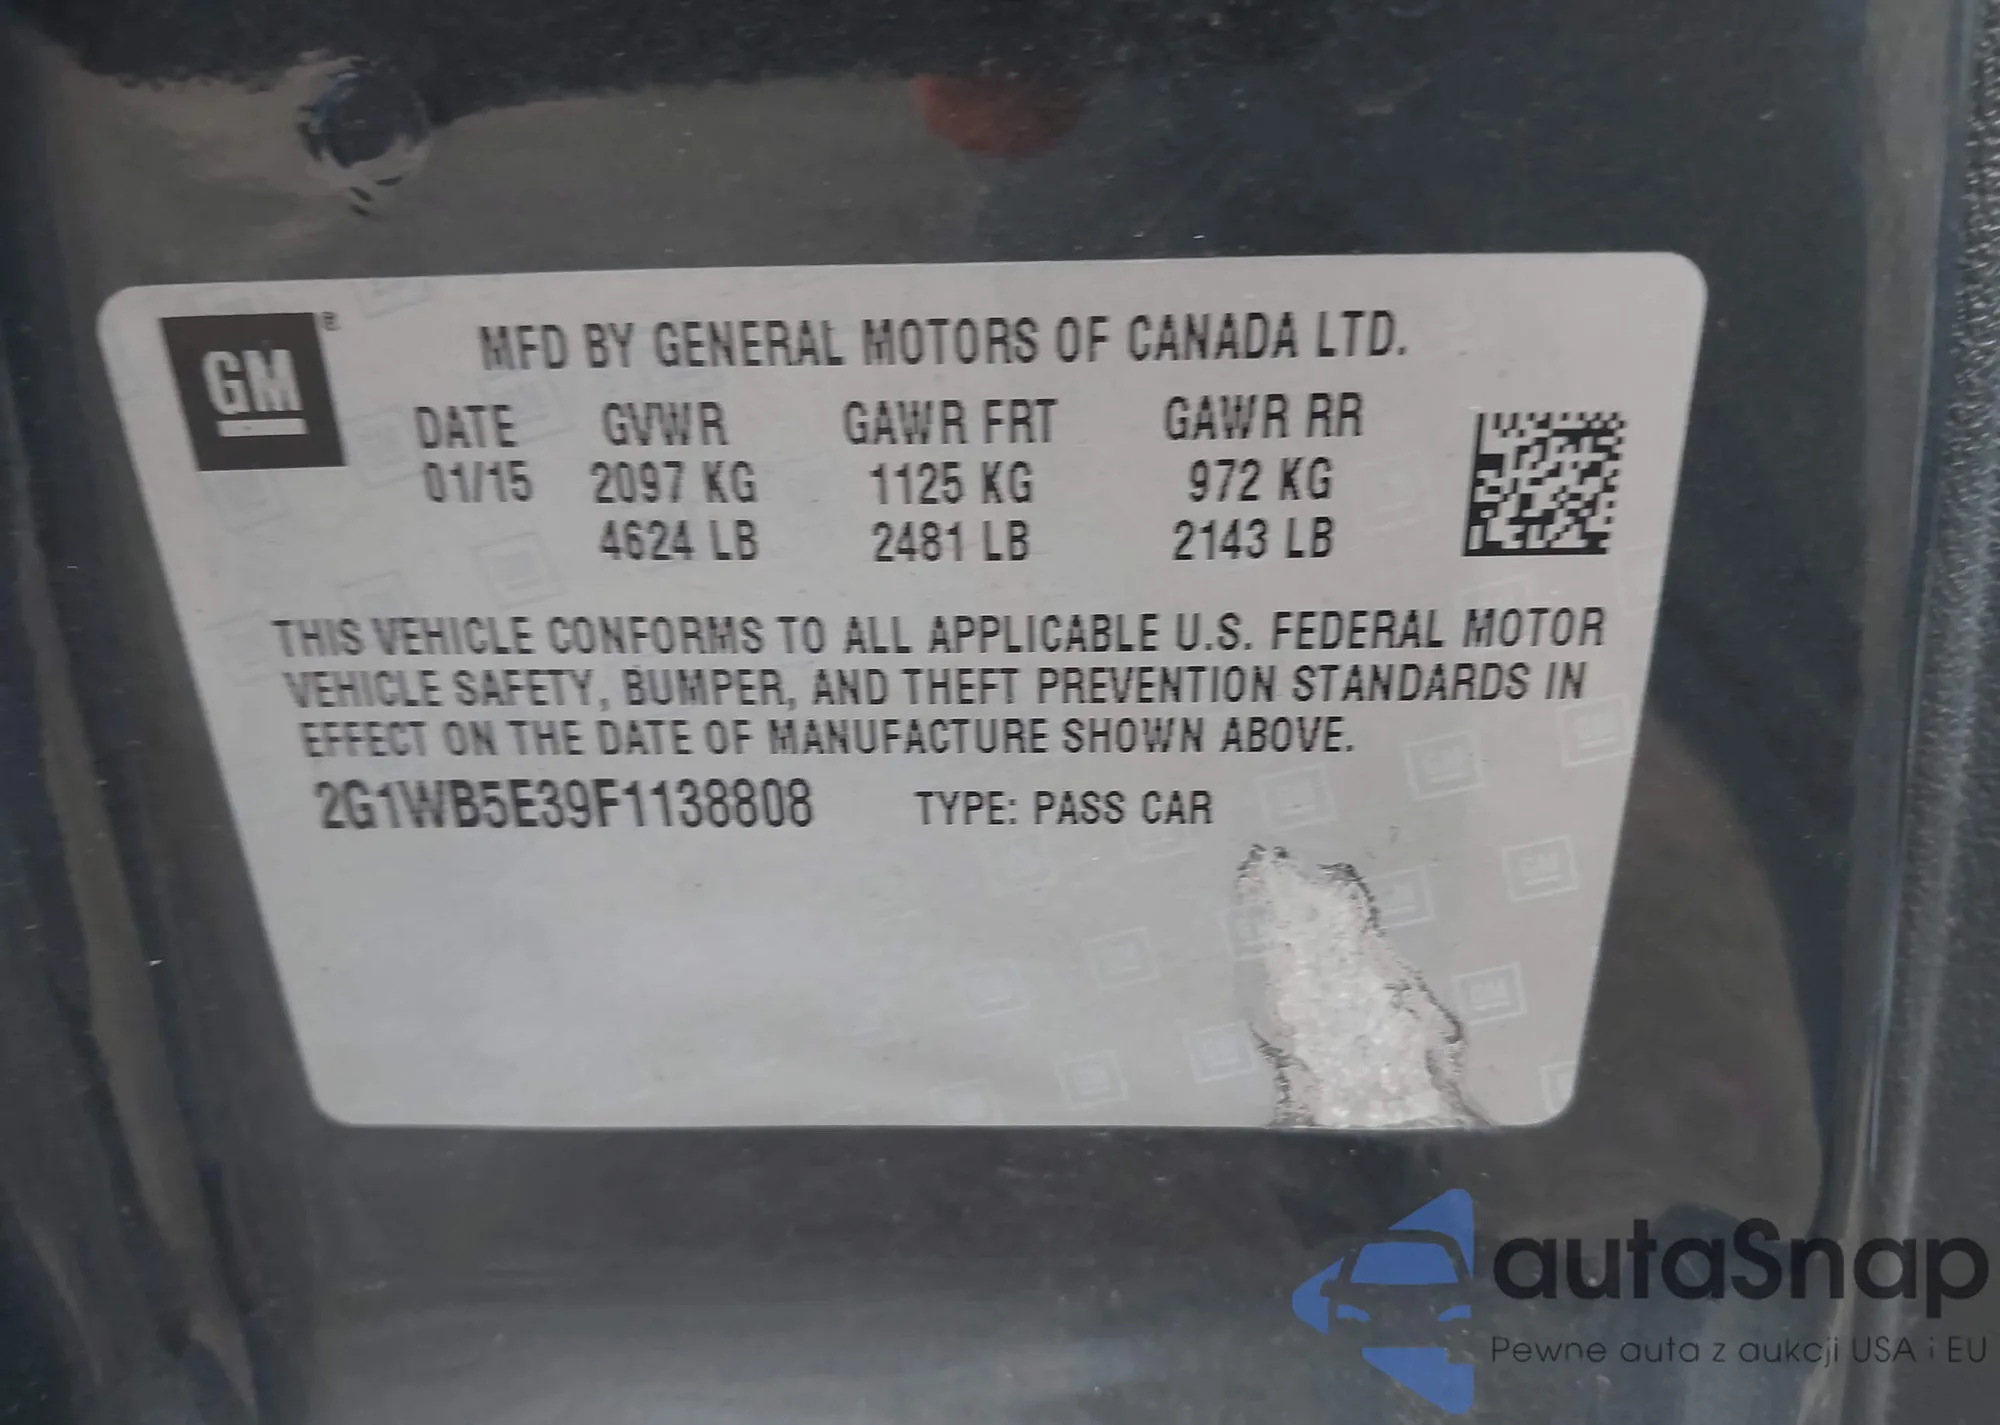 GM ®
MFD BY GENERAL MOTORS OF CANADA LTD.
DATE GVWR GAWR FRT GAWR RR
01/15 2097 KG 1125 KG 972 KG
4624 LB 2481 LB 2143 LB
THIS VEHICLE CONFORMS TO ALL APPLICABLE U.S. FEDERAL MOTOR
VEHICLE SAFETY, BUMPER, AND THEFT PREVENTION STANDARDS IN
EFFECT ON THE DATE OF MANUFACTURE SHOWN ABOVE.
2G1WB5E39F1138808 TYPE: PASS CAR
autaSnap
Pewne auta z aukcji USA i EU